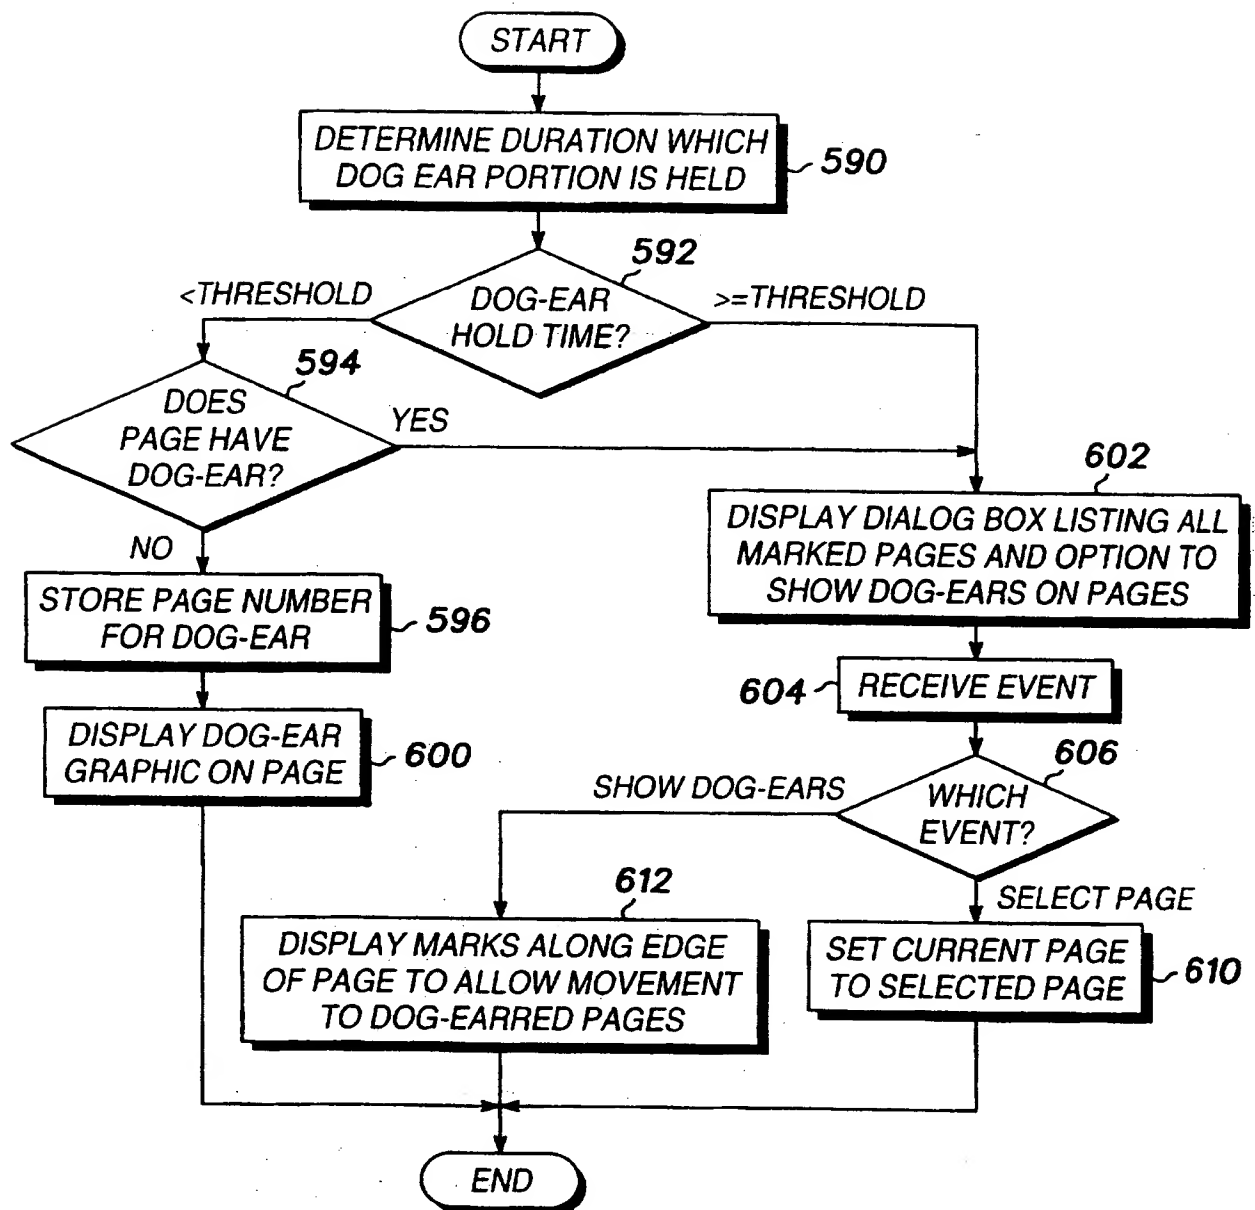 START
DETERMINE DURATION WHICH
DOG EAR PORTION IS HELD
590
592
<THRESHOLD
DOG-EAR
HOLD TIME?
>=THRESHOLD
594
DOES
PAGE HAVE
DOG-EAR?
YES
NO
602
DISPLAY DIALOG BOX LISTING ALL
MARKED PAGES AND OPTION TO
SHOW DOG-EARS ON PAGES
STORE PAGE NUMBER
FOR DOG-EAR
596
604
RECEIVE EVENT
DISPLAY DOG-EAR
GRAPHIC ON PAGE
600
606
SHOW DOG-EARS
WHICH
EVENT?
612
SELECT PAGE
DISPLAY MARKS ALONG EDGE
OF PAGE TO ALLOW MOVEMENT
TO DOG-EARRED PAGES
SET CURRENT PAGE
TO SELECTED PAGE
610
END